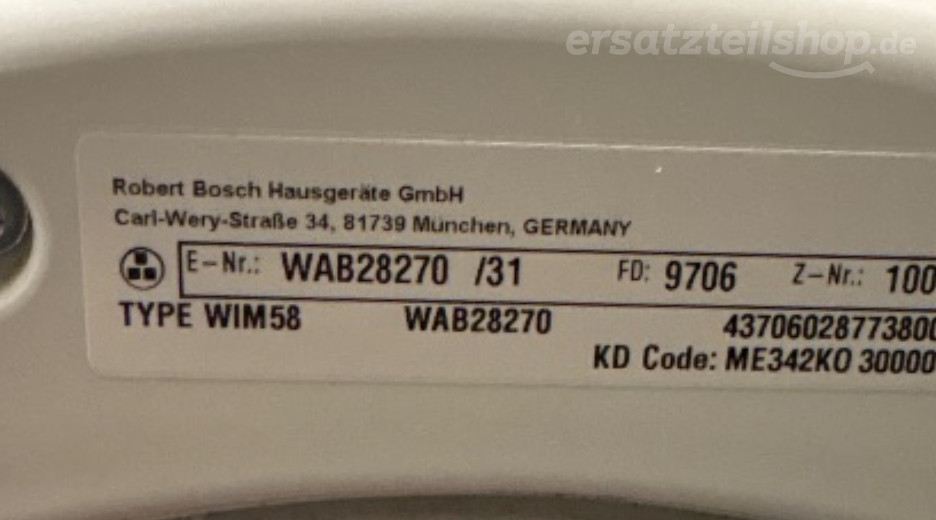 ersatzteilshop.de
Robert Bosch Hausgeräte GmbH
Carl-Wery-Straße 34, 81739 München, GERMANY
E-Nr.: WAB28270 /31 FD: 9706 Z-Nr.: 100
TYPE WIM58 WAB28270 43706028773800
KD Code: ME342KO 30000